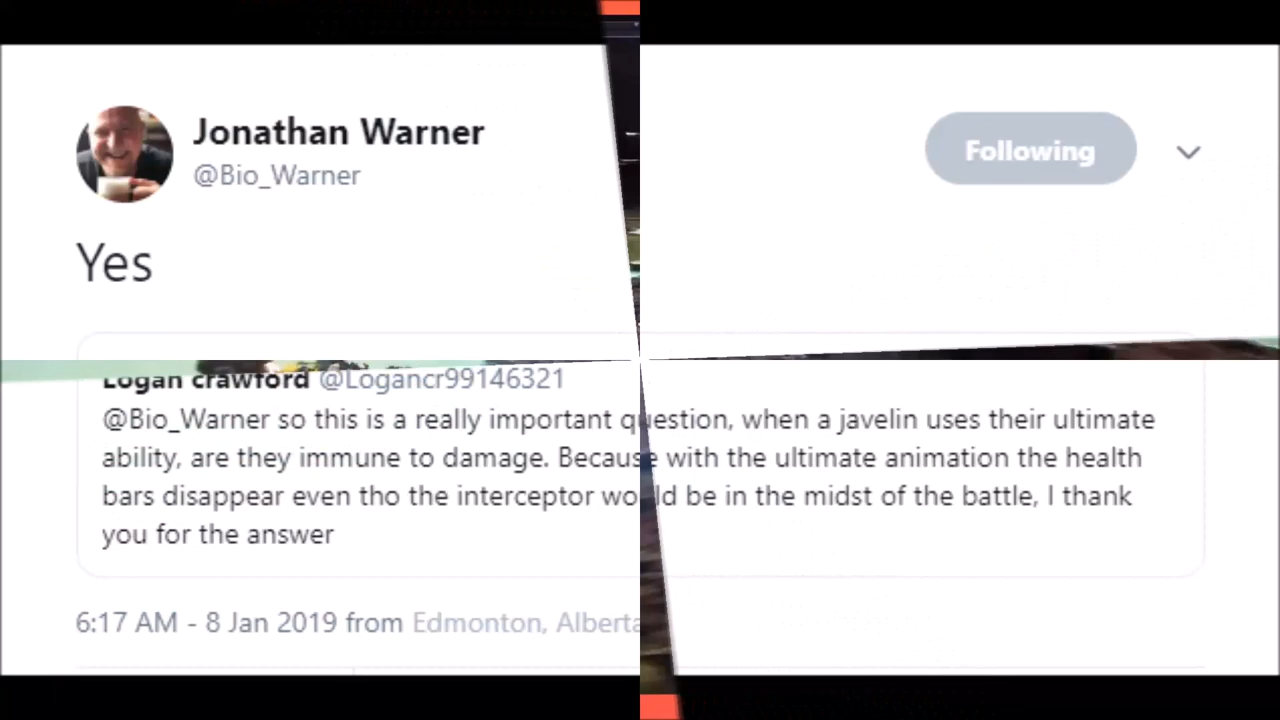 Jonathan Warner
@Bio_Warner
Following
Yes
Logan crawford @Logancr99146321
@Bio_Warner so this is a really important question, when a javelin uses their ultimate
ability, are they immune to damage. Because with the ultimate animation the health
bars disappear even tho the interceptor would be in the midst of the battle, I thank
you for the answer
6:17 AM - 8 Jan 2019 from Edmonton, Alberta